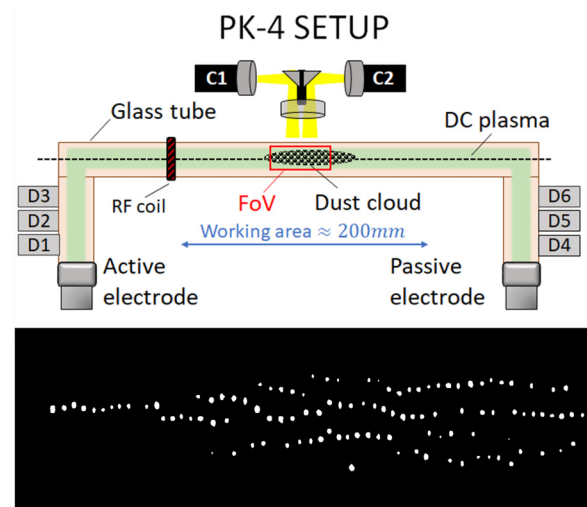 PK-4 SETUP
C1
C2
Glass tube
DC plasma
D3
D2
D1
RF coil
FoV
Dust cloud
D6
D5
D4
Working area ≈ 200mm
Active
electrode
Passive
electrode